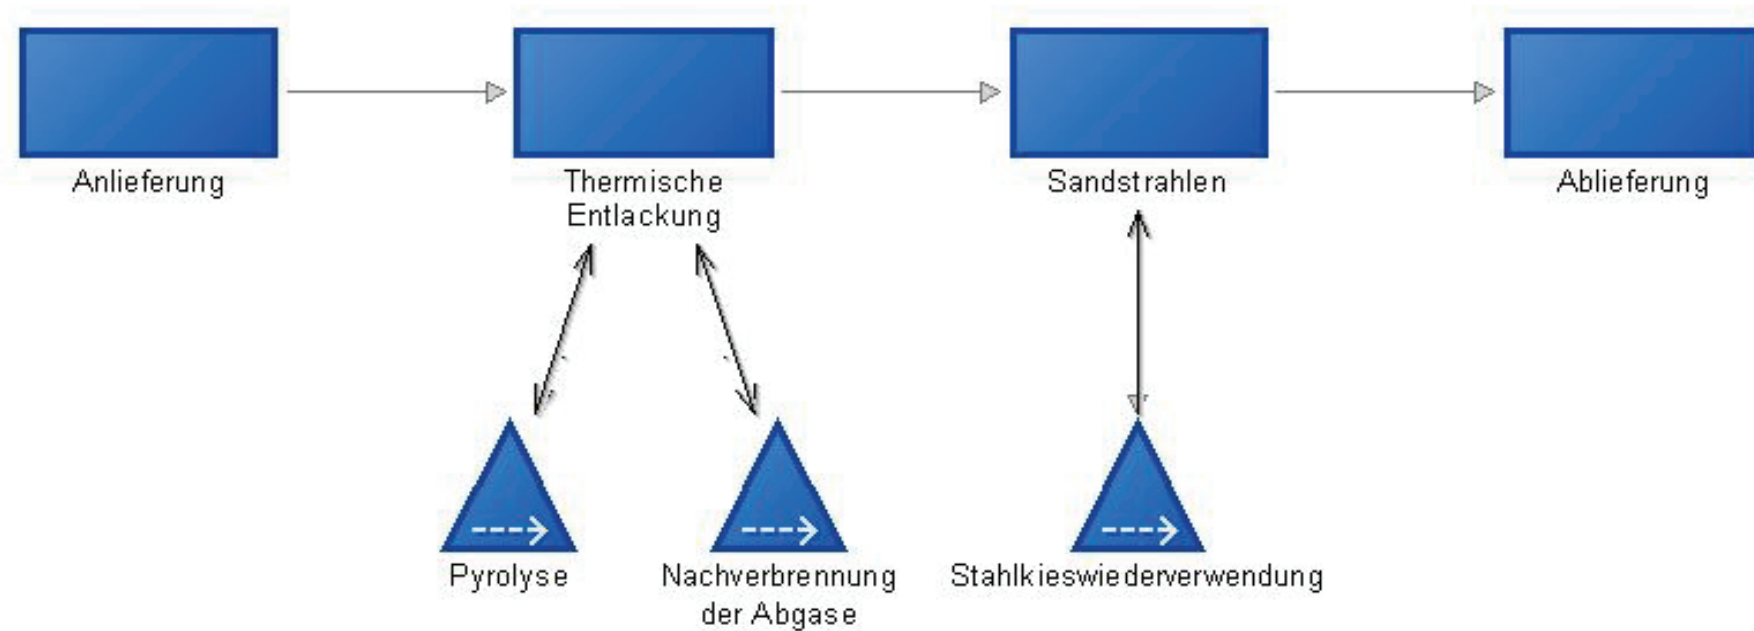 Anlieferung
Thermische
Entlackung
Sandstrahlen
Ablieferung
Pyrolyse
Nachverbrennung
der Abgase
Stahlkieswiederverwendung